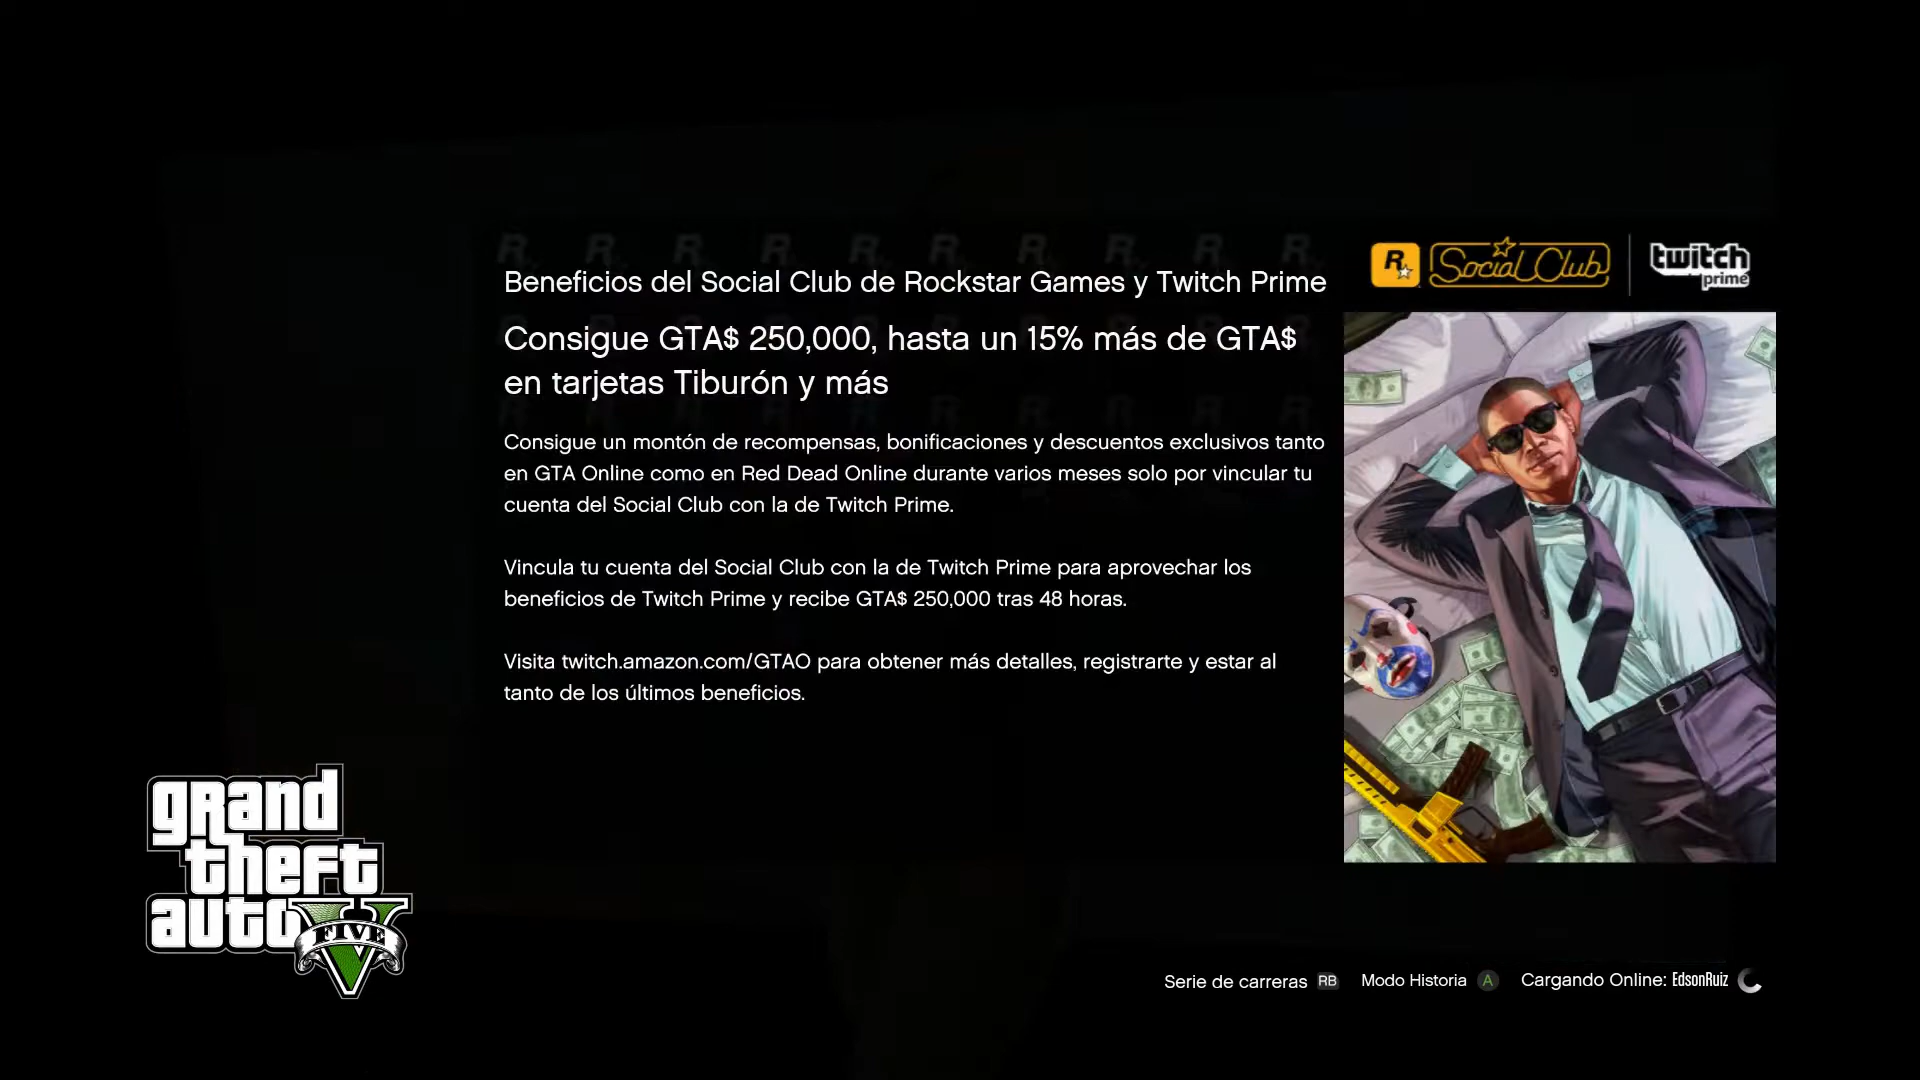 Beneficios del Social Club de Rockstar Games y Twitch Prime
Consigue GTA$ 250,000, hasta un 15% más de GTA$
en tarjetas Tiburón y más
Consigue un montón de recompensas, bonificaciones y descuentos exclusivos tanto
en GTA Online como en Red Dead Online durante varios meses solo por vincular tu
cuenta del Social Club con la de Twitch Prime.
Vincula tu cuenta del Social Club con la de Twitch Prime para aprovechar los
beneficios de Twitch Prime y recibe GTA$ 250,000 tras 48 horas.
Visita twitch.amazon.com/GTAO para obtener más detalles, registrarte y estar al
tanto de los últimos beneficios.
R Social Club
twitch
prime
grand
theft
auto V
FIVE
Serie de carreras RB Modo Historia A Cargando Online: EdsonRuiz